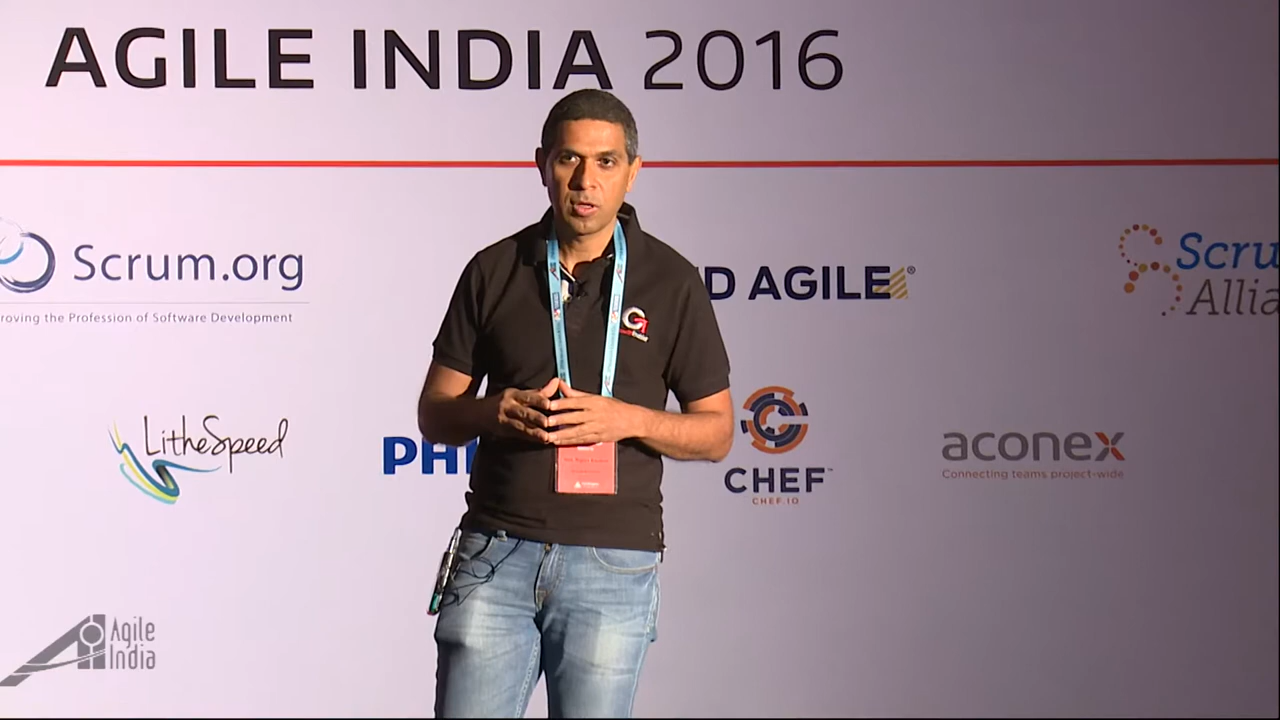 AGILE INDIA 2016
Scrum.org
roving the Profession of Software Development
D AGILE®
Scru
Allia
LitheSpeed
PHI
CHEF™
CHEF.IO
aconex
Connecting teams project-wide
Agile
India